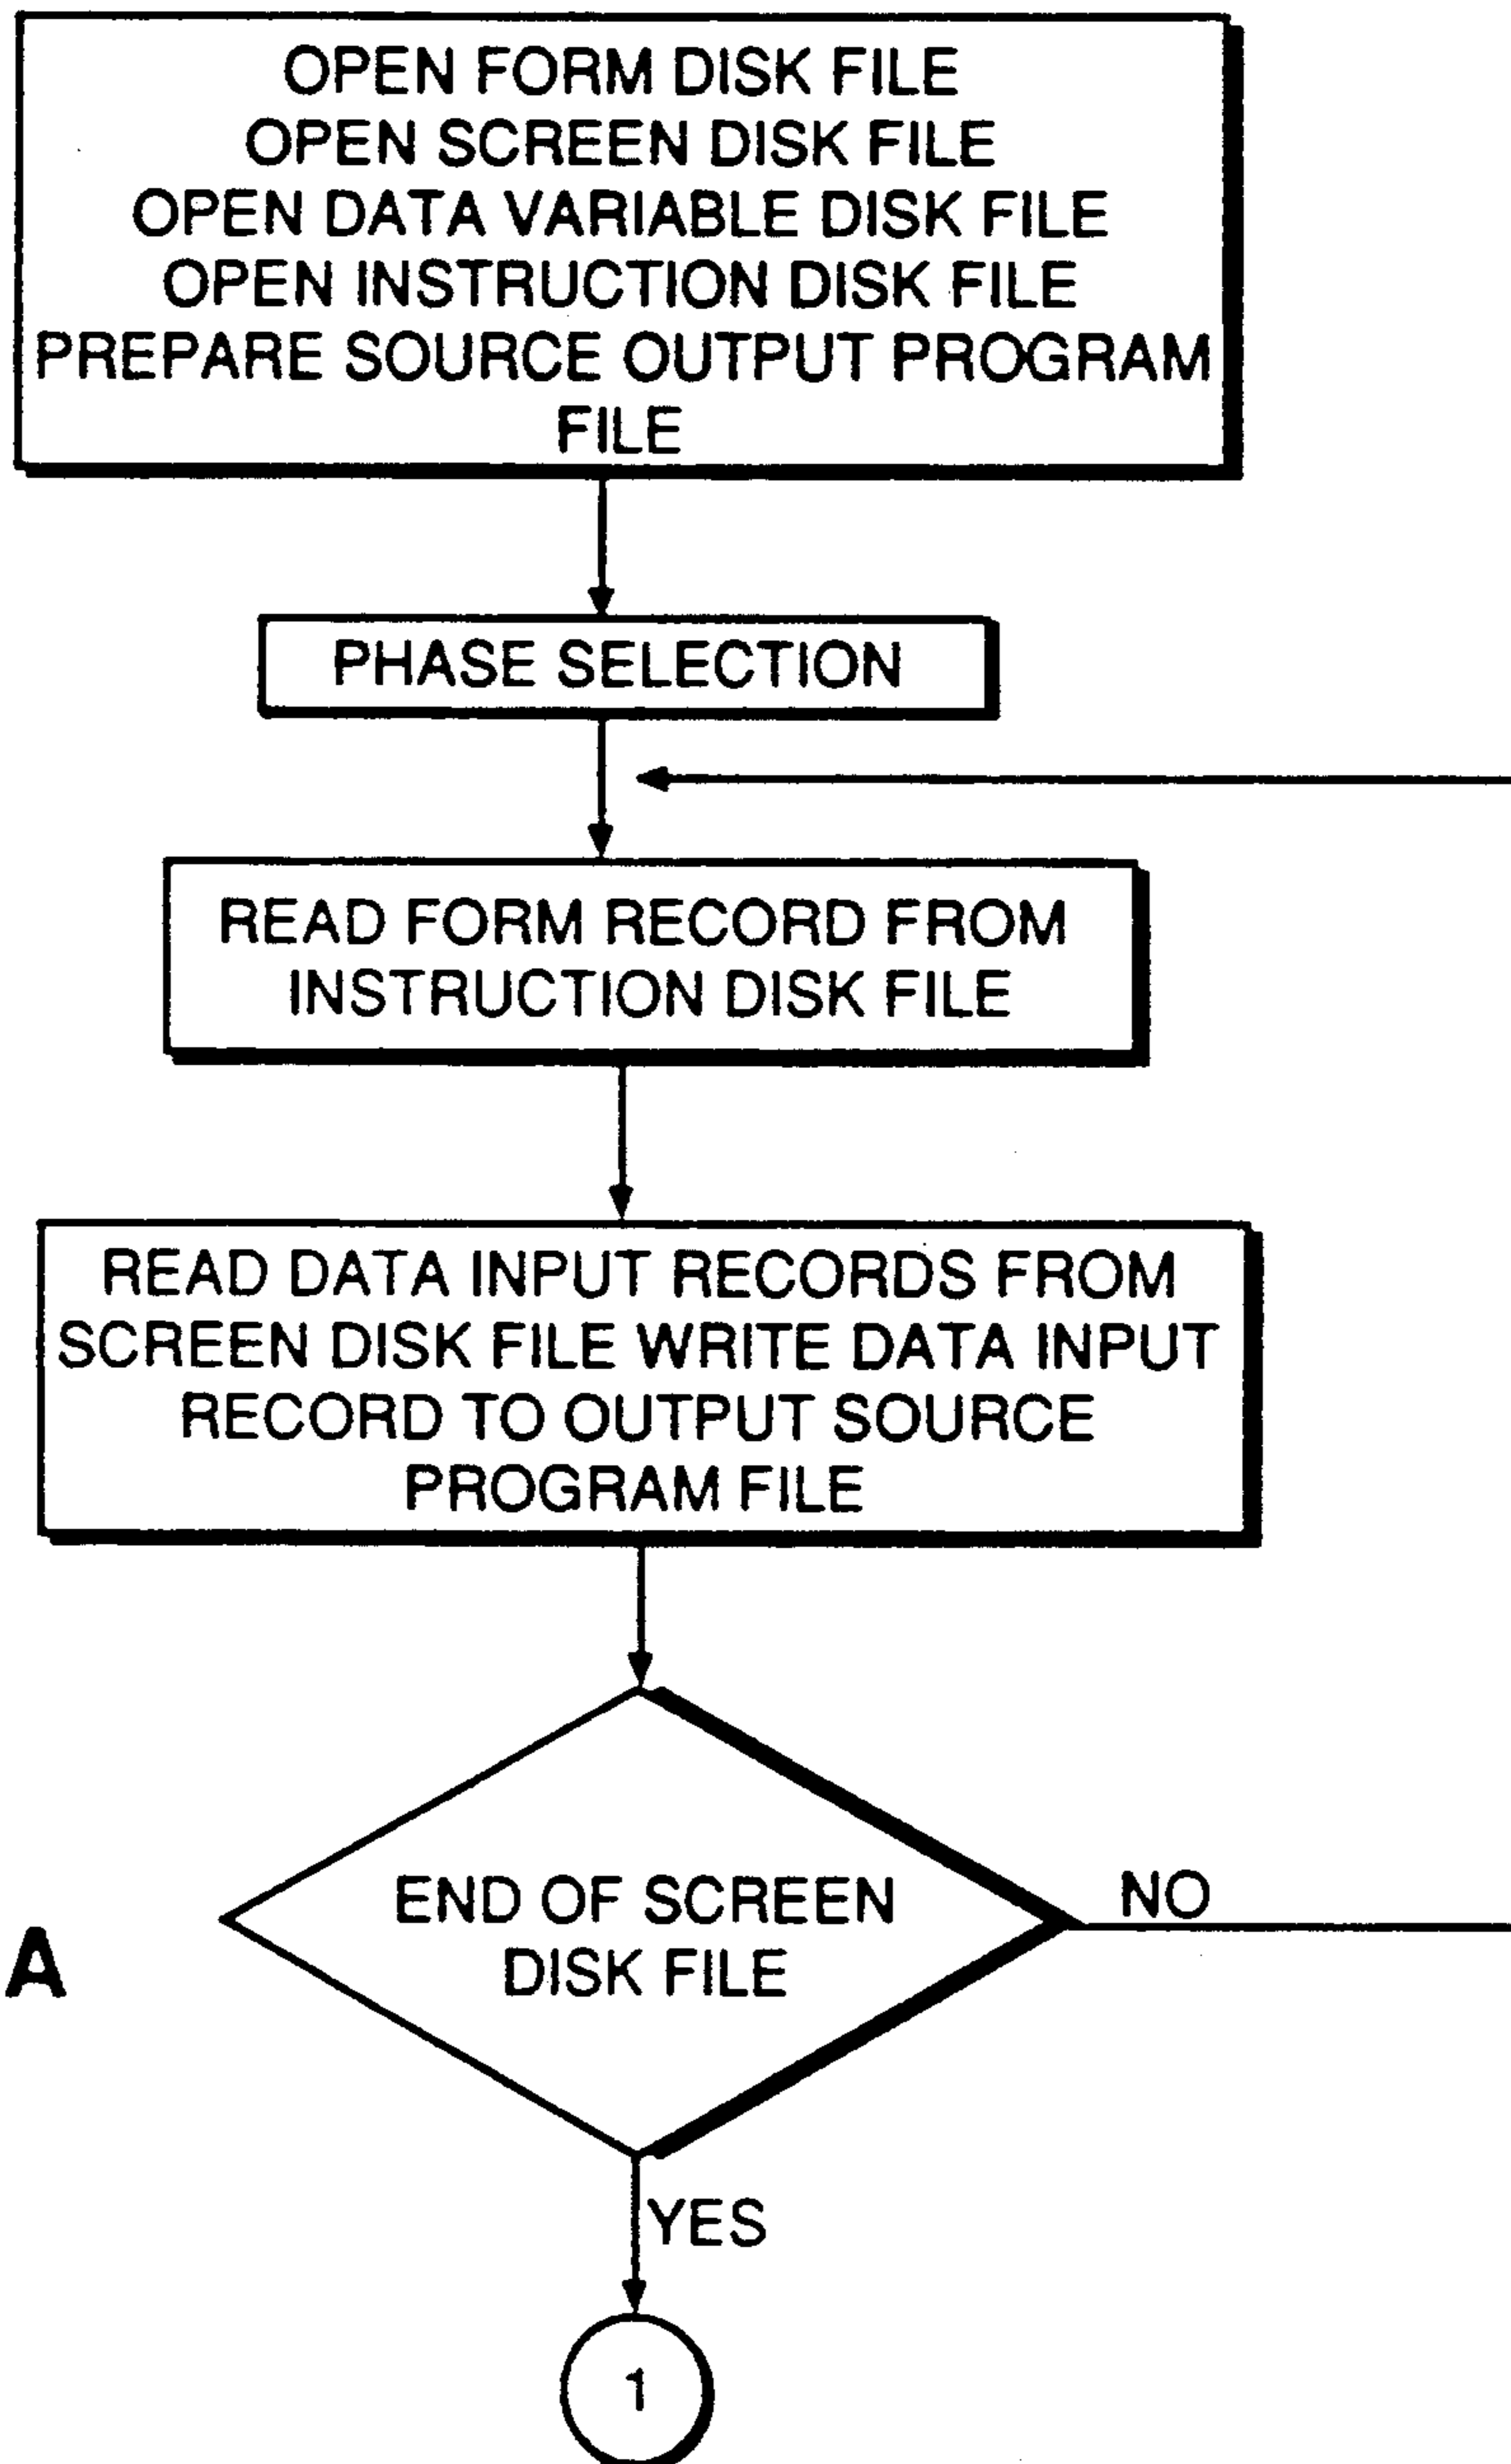 OPEN FORM DISK FILE
OPEN SCREEN DISK FILE
OPEN DATA VARIABLE DISK FILE
OPEN INSTRUCTION DISK FILE
PREPARE SOURCE OUTPUT PROGRAM
FILE
PHASE SELECTION
READ FORM RECORD FROM
INSTRUCTION DISK FILE
READ DATA INPUT RECORDS FROM
SCREEN DISK FILE WRITE DATA INPUT
RECORD TO OUTPUT SOURCE
PROGRAM FILE
END OF SCREEN
DISK FILE
NO
A
YES
1